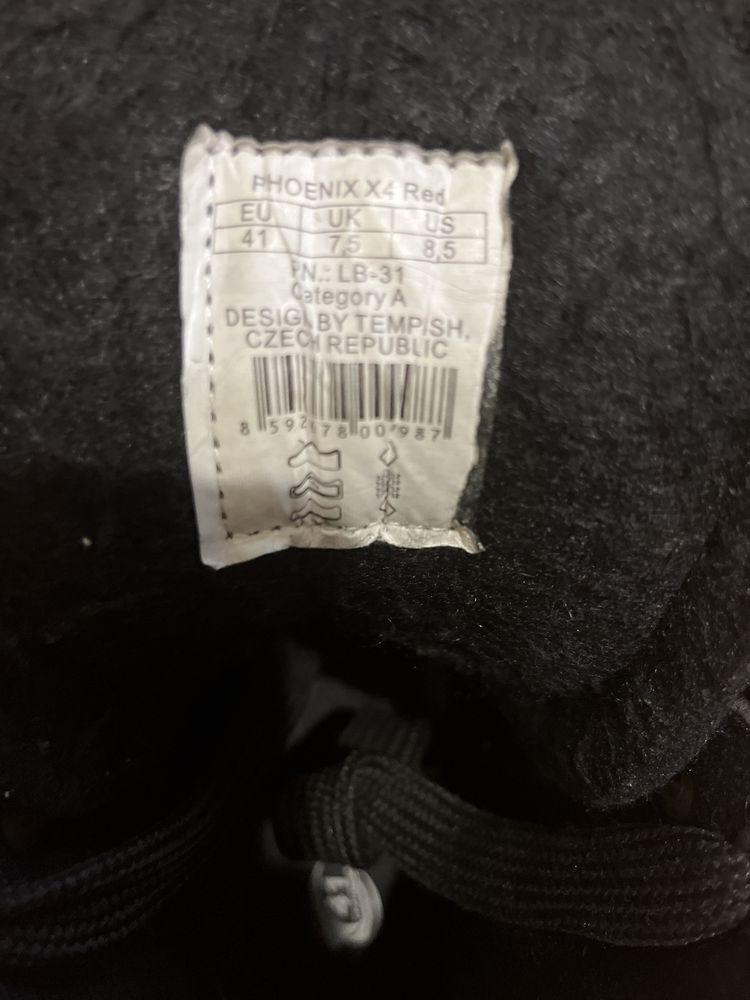 PHOENIX X4 Red
EU UK US
41 7,5 8,5
PN.: LB-31
Category A
DESIGN BY TEMPISH,
CZECH REPUBLIC